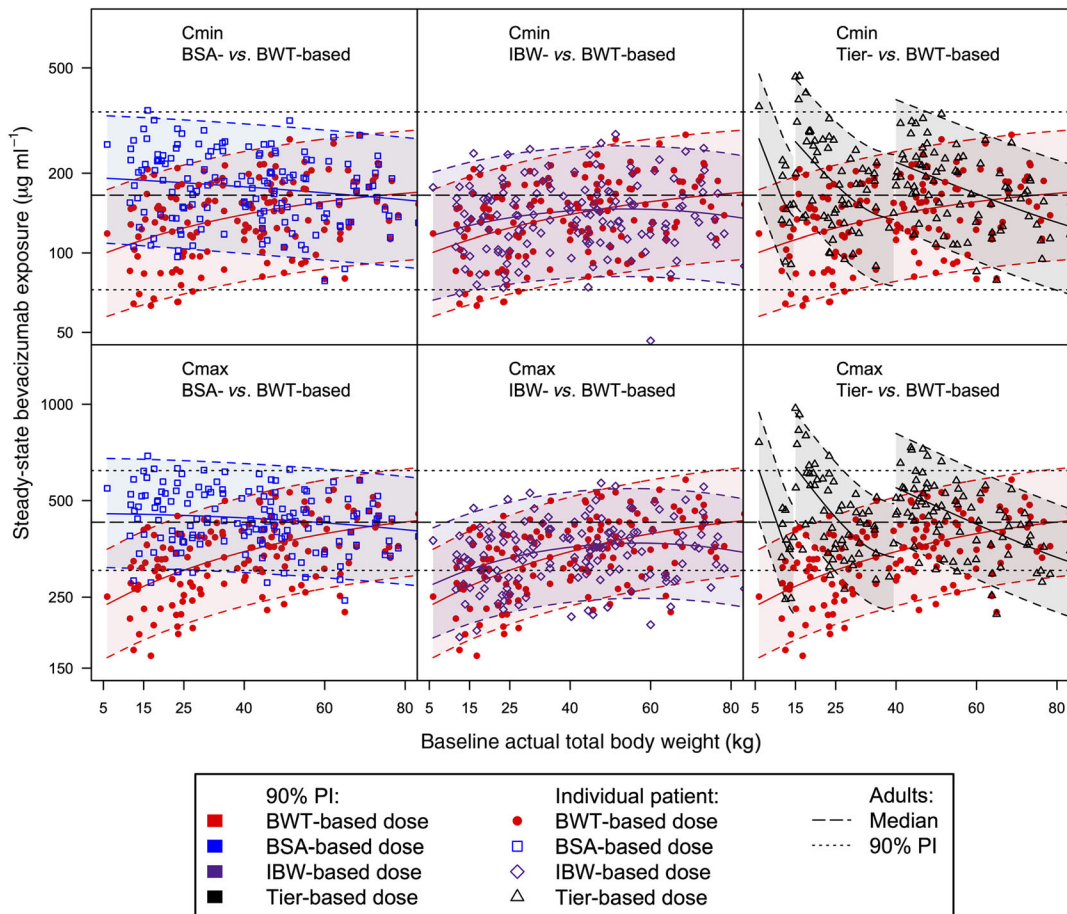 Cmin
BSA- vs. BWT-based
Cmin
IBW- vs. BWT-based
Cmin
Tier- vs. BWT-based
500
200
100
50
Cmax
BSA- vs. BWT-based
Cmax
IBW- vs. BWT-based
Cmax
Tier- vs. BWT-based
1000
500
250
150
Steady-state bevacizumab exposure (µg ml⁻¹)
5 15 25 40 60 80
5 15 25 40 60 80
5 15 25 40 60 80
Baseline actual total body weight (kg)
90% PI:
BWT-based dose
BSA-based dose
IBW-based dose
Tier-based dose
Individual patient:
BWT-based dose
BSA-based dose
IBW-based dose
Tier-based dose
Adults:
Median
90% PI